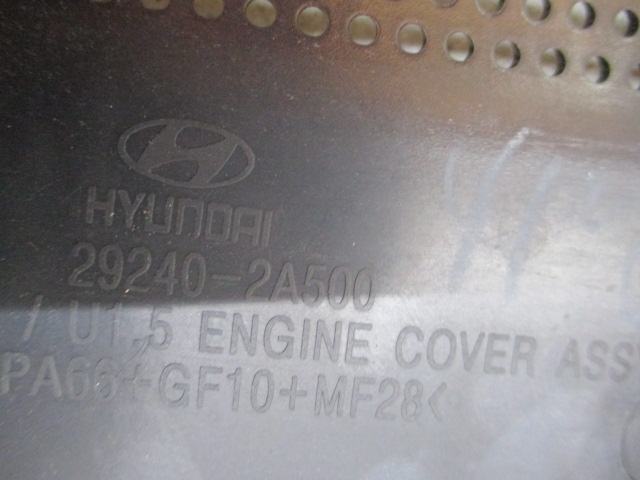 HYUNDAI
29240-2A500
/ U1.5 ENGINE COVER ASS'Y
PA66+GF10+MF28<